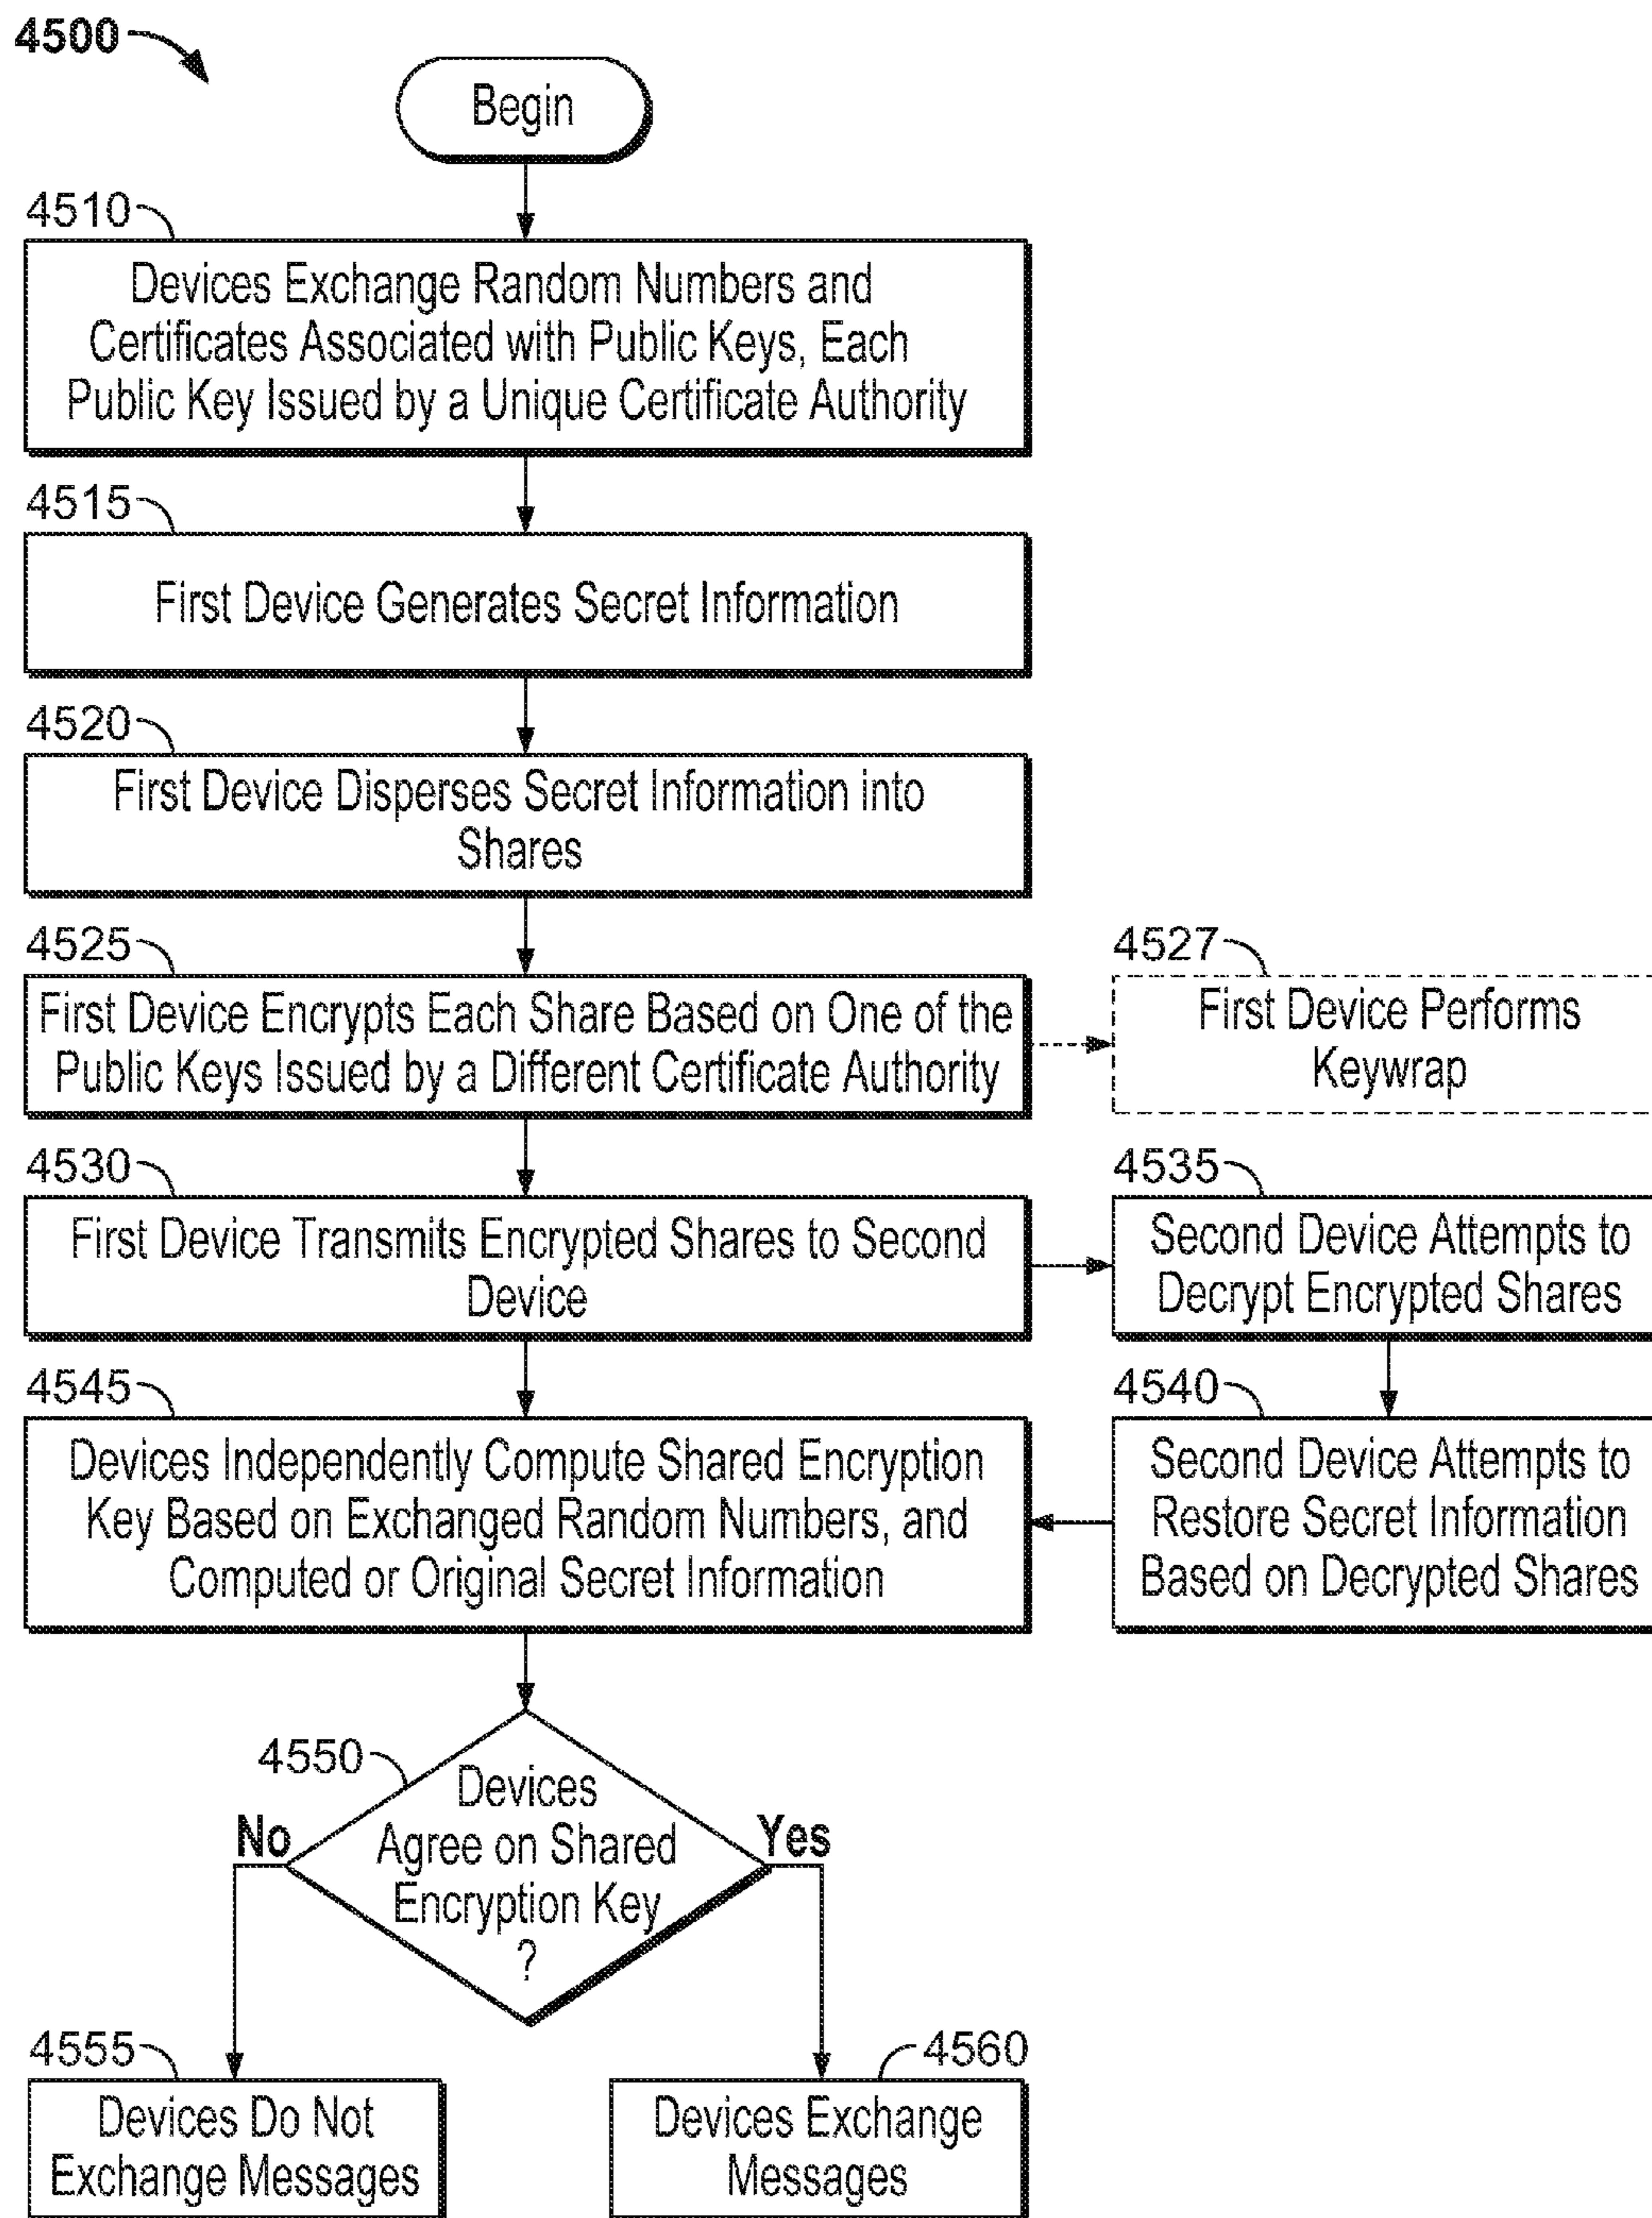 4500
Begin
4510
Devices Exchange Random Numbers and
Certificates Associated with Public Keys, Each
Public Key Issued by a Unique Certificate Authority
4515
First Device Generates Secret Information
4520
First Device Disperses Secret Information into
Shares
4525
First Device Encrypts Each Share Based on One of the
Public Keys Issued by a Different Certificate Authority
4527
First Device Performs
Keywrap
4530
First Device Transmits Encrypted Shares to Second
Device
4535
Second Device Attempts to
Decrypt Encrypted Shares
4545
Devices Independently Compute Shared Encryption
Key Based on Exchanged Random Numbers, and
Computed or Original Secret Information
4540
Second Device Attempts to
Restore Secret Information
Based on Decrypted Shares
4550
Devices
Agree on Shared
Encryption Key
?
No
Yes
4555
Devices Do Not
Exchange Messages
4560
Devices Exchange
Messages